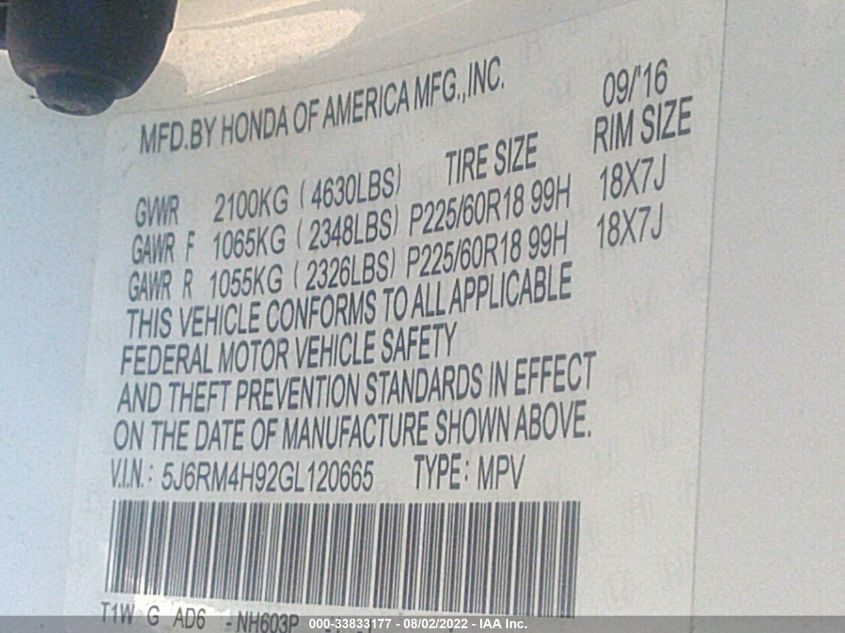 MFD.BY HONDA OF AMERICA MFG.,INC. 09/'16
TIRE SIZE RIM SIZE
GVWR 2100KG (4630LBS)
GAWR F 1065KG (2348LBS) P225/60R18 99H 18X7J
GAWR R 1055KG (2326LBS) P225/60R18 99H 18X7J
THIS VEHICLE CONFORMS TO ALL APPLICABLE
FEDERAL MOTOR VEHICLE SAFETY
AND THEFT PREVENTION STANDARDS IN EFFECT
ON THE DATE OF MANUFACTURE SHOWN ABOVE.
V.I.N.: 5J6RM4H92GL120665 TYPE: MPV
T1W G AD6 - NH603P
000-33833177 - 08/02/2022 - IAA Inc.